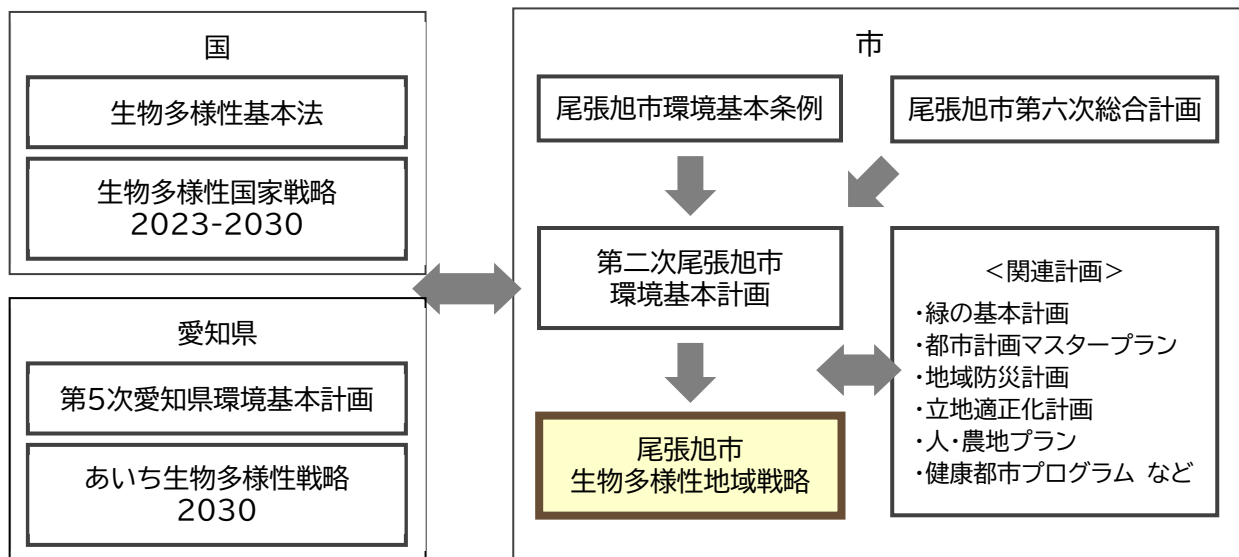 国
生物多様性基本法
生物多様性国家戦略
2023-2030
愛知県
第5次愛知県環境基本計画
あいち生物多様性戦略
2030
市
尾張旭市環境基本条例
尾張旭市第六次総合計画
第二次尾張旭市
環境基本計画
尾張旭市
生物多様性地域戦略
＜関連計画＞
・緑の基本計画
・都市計画マスタープラン
・地域防災計画
・立地適正化計画
・人・農地プラン
・健康都市プログラム など